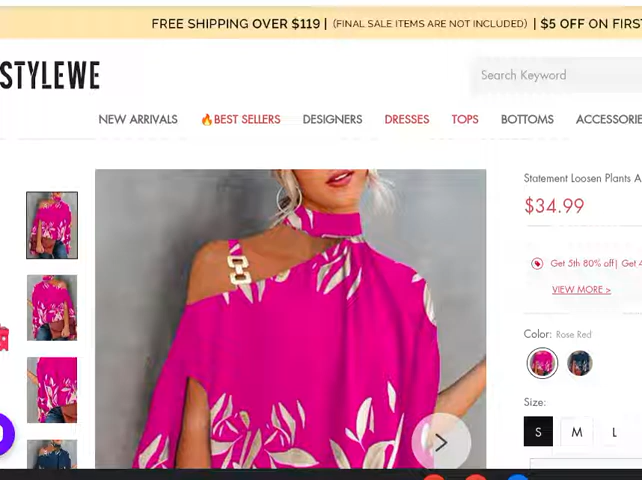 FREE SHIPPING OVER $119 | (FINAL SALE ITEMS ARE NOT INCLUDED) | $5 OFF ON FIRST
STYLEWE
Search Keyword
NEW ARRIVALS BEST SELLERS DESIGNERS DRESSES TOPS BOTTOMS ACCESSORIE
Statement Loosen Plants A
$34.99
Get 5th 80% off| Get 4
VIEW MORE >
Color: Rose Red
Size:
S M L